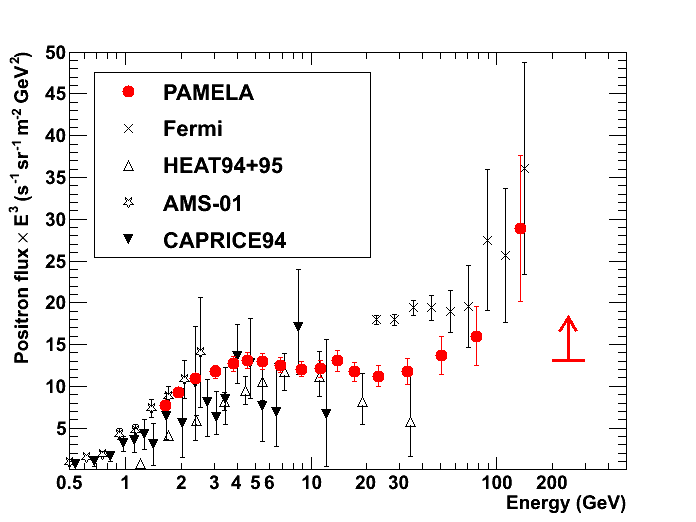 Positron flux × E³ (s⁻¹ sr⁻¹ m⁻² GeV²)
50
45
40
35
30
25
20
15
10
5
PAMELA
Fermi
HEAT94+95
AMS-01
CAPRICE94
0.5 1 2 3 4 5 6 10 20 30 100 200
Energy (GeV)